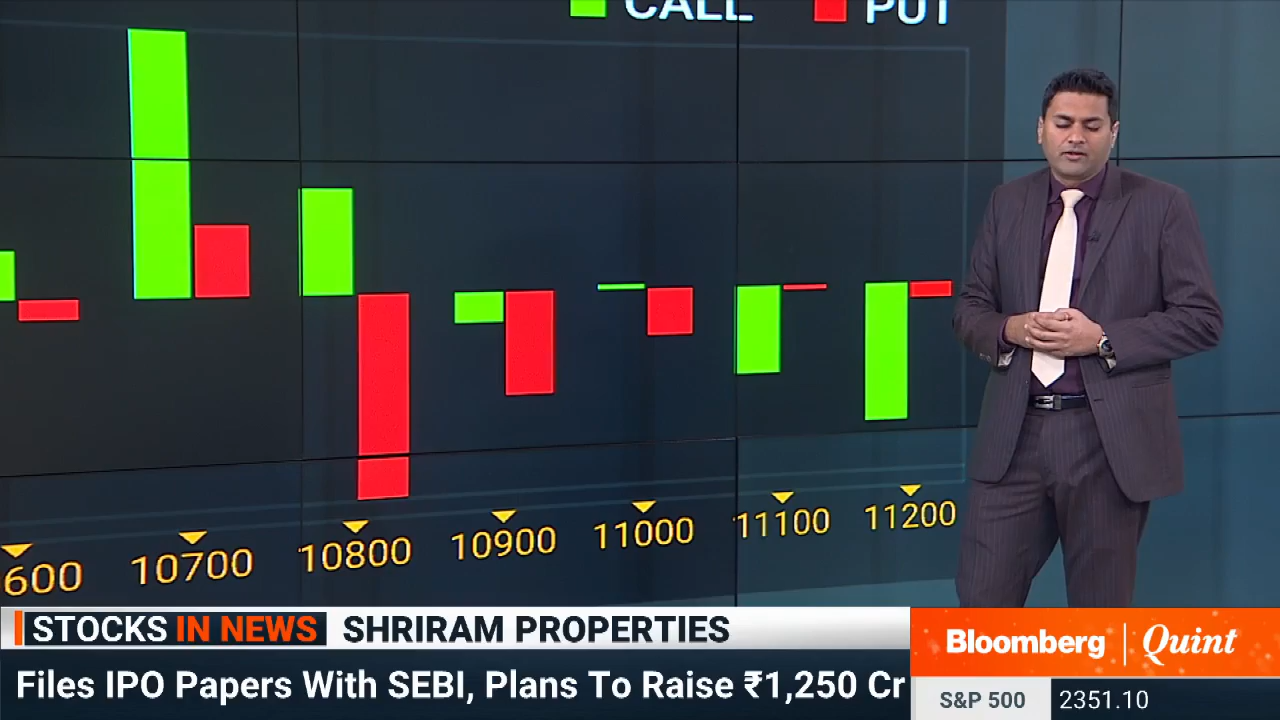 CALL PUT
600 10700 10800 10900 11000 11100 11200
STOCKS IN NEWS SHRIRAM PROPERTIES
Files IPO Papers With SEBI, Plans To Raise ₹1,250 Cr
Bloomberg | Quint
S&P 500 2351.10